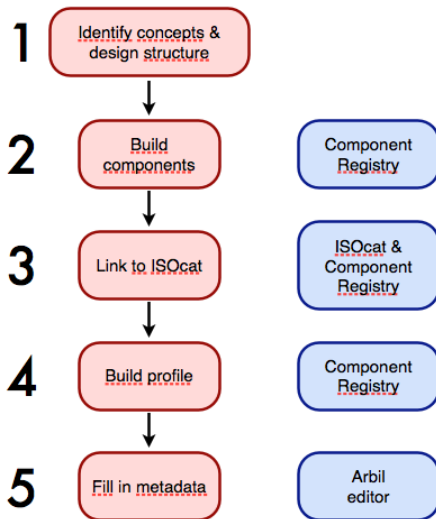 1
Identify concepts &
design structure
2
Build
components
Component
Registry
3
Link to ISOcat
ISOcat &
Component
Registry
4
Build profile
Component
Registry
5
Fill in metadata
Arbil
editor